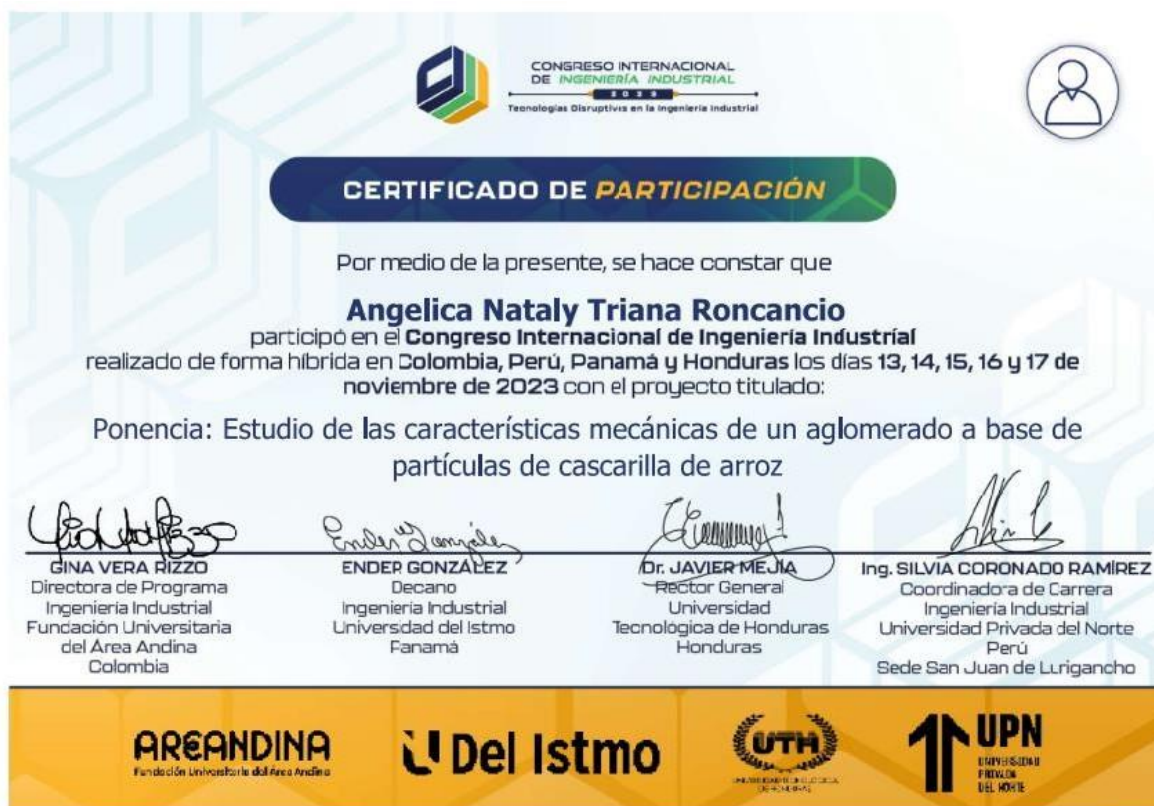 CONGRESO INTERNACIONAL
DE INGENIERÍA INDUSTRIAL
2023
Tecnologías Disruptivas en la Ingeniería Industrial
CERTIFICADO DE PARTICIPACIÓN
Por medio de la presente, se hace constar que
Angelica Nataly Triana Roncancio
participó en el Congreso Internacional de Ingeniería Industrial
realizado de forma híbrida en Colombia, Perú, Panamá y Honduras los días 13, 14, 15, 16 y 17 de
noviembre de 2023 con el proyecto titulado:
Ponencia: Estudio de las características mecánicas de un aglomerado a base de
partículas de cascarilla de arroz
GINA VERA RIZZO
Directora de Programa
Ingeniería Industrial
Fundación Universitaria
del Área Andina
Colombia
ENDER GONZÁLEZ
Decano
Ingeniería Industrial
Universidad del Istmo
Panamá
Dr. JAVIER MEJÍA
Rector General
Universidad
Tecnológica de Honduras
Honduras
Ing. SILVIA CORONADO RAMÍREZ
Coordinadora de Carrera
Ingeniería Industrial
Universidad Privada del Norte
Perú
Sede San Juan de Lurigancho
AREANDINA
Fundación Universitaria del Área Andina
U Del Istmo
UTH
UNIVERSIDAD TECNOLÓGICA
DE HONDURAS
UPN
UNIVERSIDAD
PRIVADA
DEL NORTE